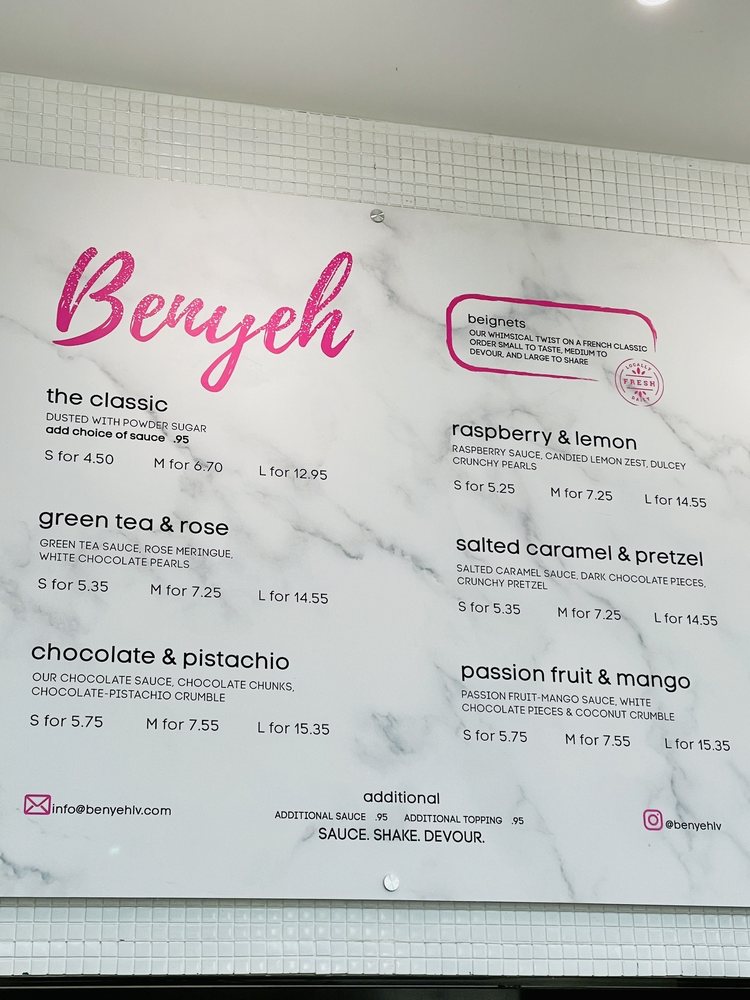 Benyeh
beignets
OUR WHIMSICAL TWIST ON A FRENCH CLASSIC
ORDER SMALL TO TASTE, MEDIUM TO
DEVOUR, AND LARGE TO SHARE
LOCALLY
FRESH
DAILY
the classic
DUSTED WITH POWDER SUGAR
add choice of sauce .95
S for 4.50 M for 6.70 L for 12.95
green tea & rose
GREEN TEA SAUCE, ROSE MERINGUE,
WHITE CHOCOLATE PEARLS
S for 5.35 M for 7.25 L for 14.55
chocolate & pistachio
OUR CHOCOLATE SAUCE, CHOCOLATE CHUNKS,
CHOCOLATE-PISTACHIO CRUMBLE
S for 5.75 M for 7.55 L for 15.35
raspberry & lemon
RASPBERRY SAUCE, CANDIED LEMON ZEST, DULCEY
CRUNCHY PEARLS
S for 5.25 M for 7.25 L for 14.55
salted caramel & pretzel
SALTED CARAMEL SAUCE, DARK CHOCOLATE PIECES,
CRUNCHY PRETZEL
S for 5.35 M for 7.25 L for 14.55
passion fruit & mango
PASSION FRUIT-MANGO SAUCE, WHITE
CHOCOLATE PIECES & COCONUT CRUMBLE
S for 5.75 M for 7.55 L for 15.35
info@benyehlv.com
additional
ADDITIONAL SAUCE .95 ADDITIONAL TOPPING .95
SAUCE. SHAKE. DEVOUR.
@benyehlv